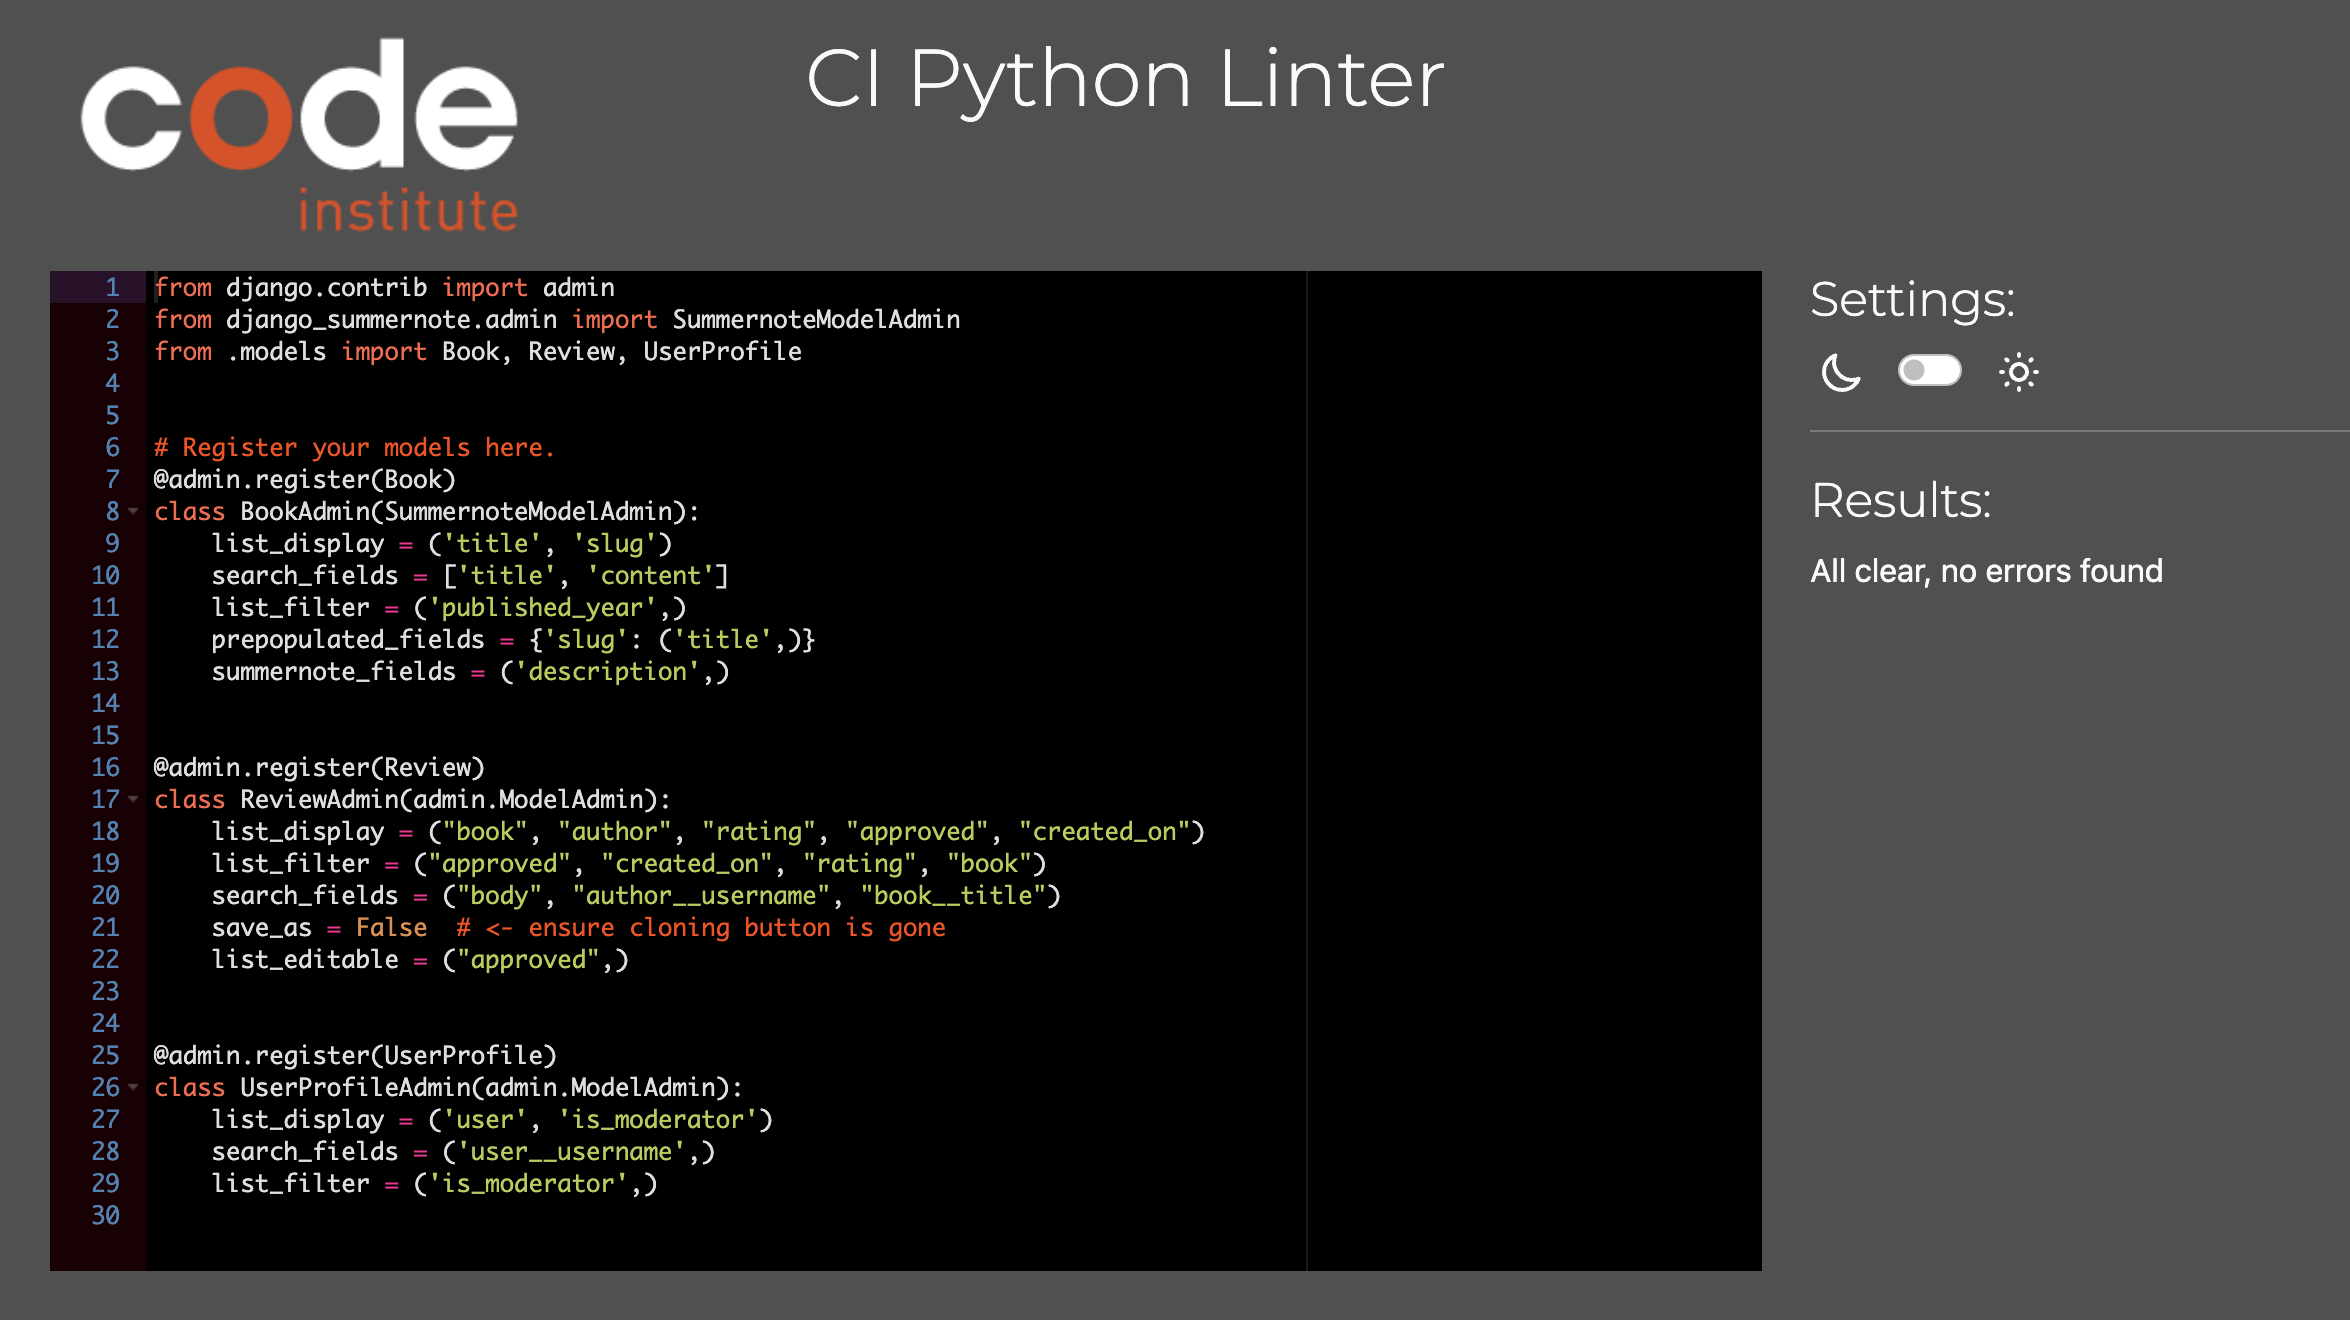 code
institute
CI Python Linter
1 from django.contrib import admin
2 from django_summernote.admin import SummernoteModelAdmin
3 from .models import Book, Review, UserProfile
4
5
6 # Register your models here.
7 @admin.register(Book)
8 class BookAdmin(SummernoteModelAdmin):
9     list_display = ('title', 'slug')
10     search_fields = ['title', 'content']
11     list_filter = ('published_year',)
12     prepopulated_fields = {'slug': ('title',)}
13     summernote_fields = ('description',)
14
15
16 @admin.register(Review)
17 class ReviewAdmin(admin.ModelAdmin):
18     list_display = ("book", "author", "rating", "approved", "created_on")
19     list_filter = ("approved", "created_on", "rating", "book")
20     search_fields = ("body", "author__username", "book__title")
21     save_as = False  # <- ensure cloning button is gone
22     list_editable = ("approved",)
23
24
25 @admin.register(UserProfile)
26 class UserProfileAdmin(admin.ModelAdmin):
27     list_display = ('user', 'is_moderator')
28     search_fields = ('user__username',)
29     list_filter = ('is_moderator',)
30
Settings:
Results:
All clear, no errors found